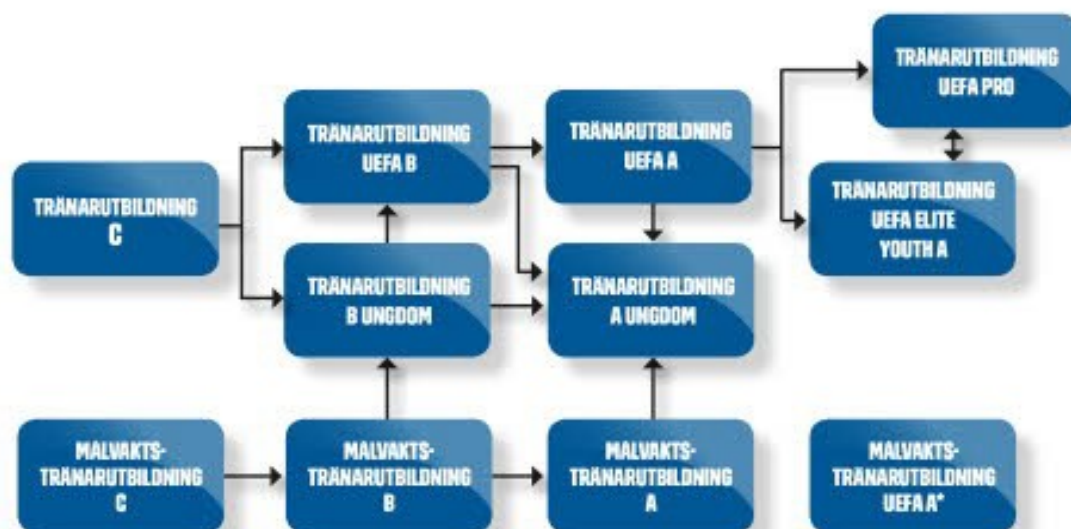 TRÄNARUTBILDNING
UEFA PRO
TRÄNARUTBILDNING
UEFA B
TRÄNARUTBILDNING
UEFA A
TRÄNARUTBILDNING
C
TRÄNARUTBILDNING
UEFA ELITE
YOUTH A
TRÄNARUTBILDNING
B UNGDOM
TRÄNARUTBILDNING
A UNGDOM
MÅLVAKTS-
TRÄNARUTBILDNING
C
MÅLVAKTS-
TRÄNARUTBILDNING
B
MÅLVAKTS-
TRÄNARUTBILDNING
A
MÅLVAKTS-
TRÄNARUTBILDNING
UEFA A*